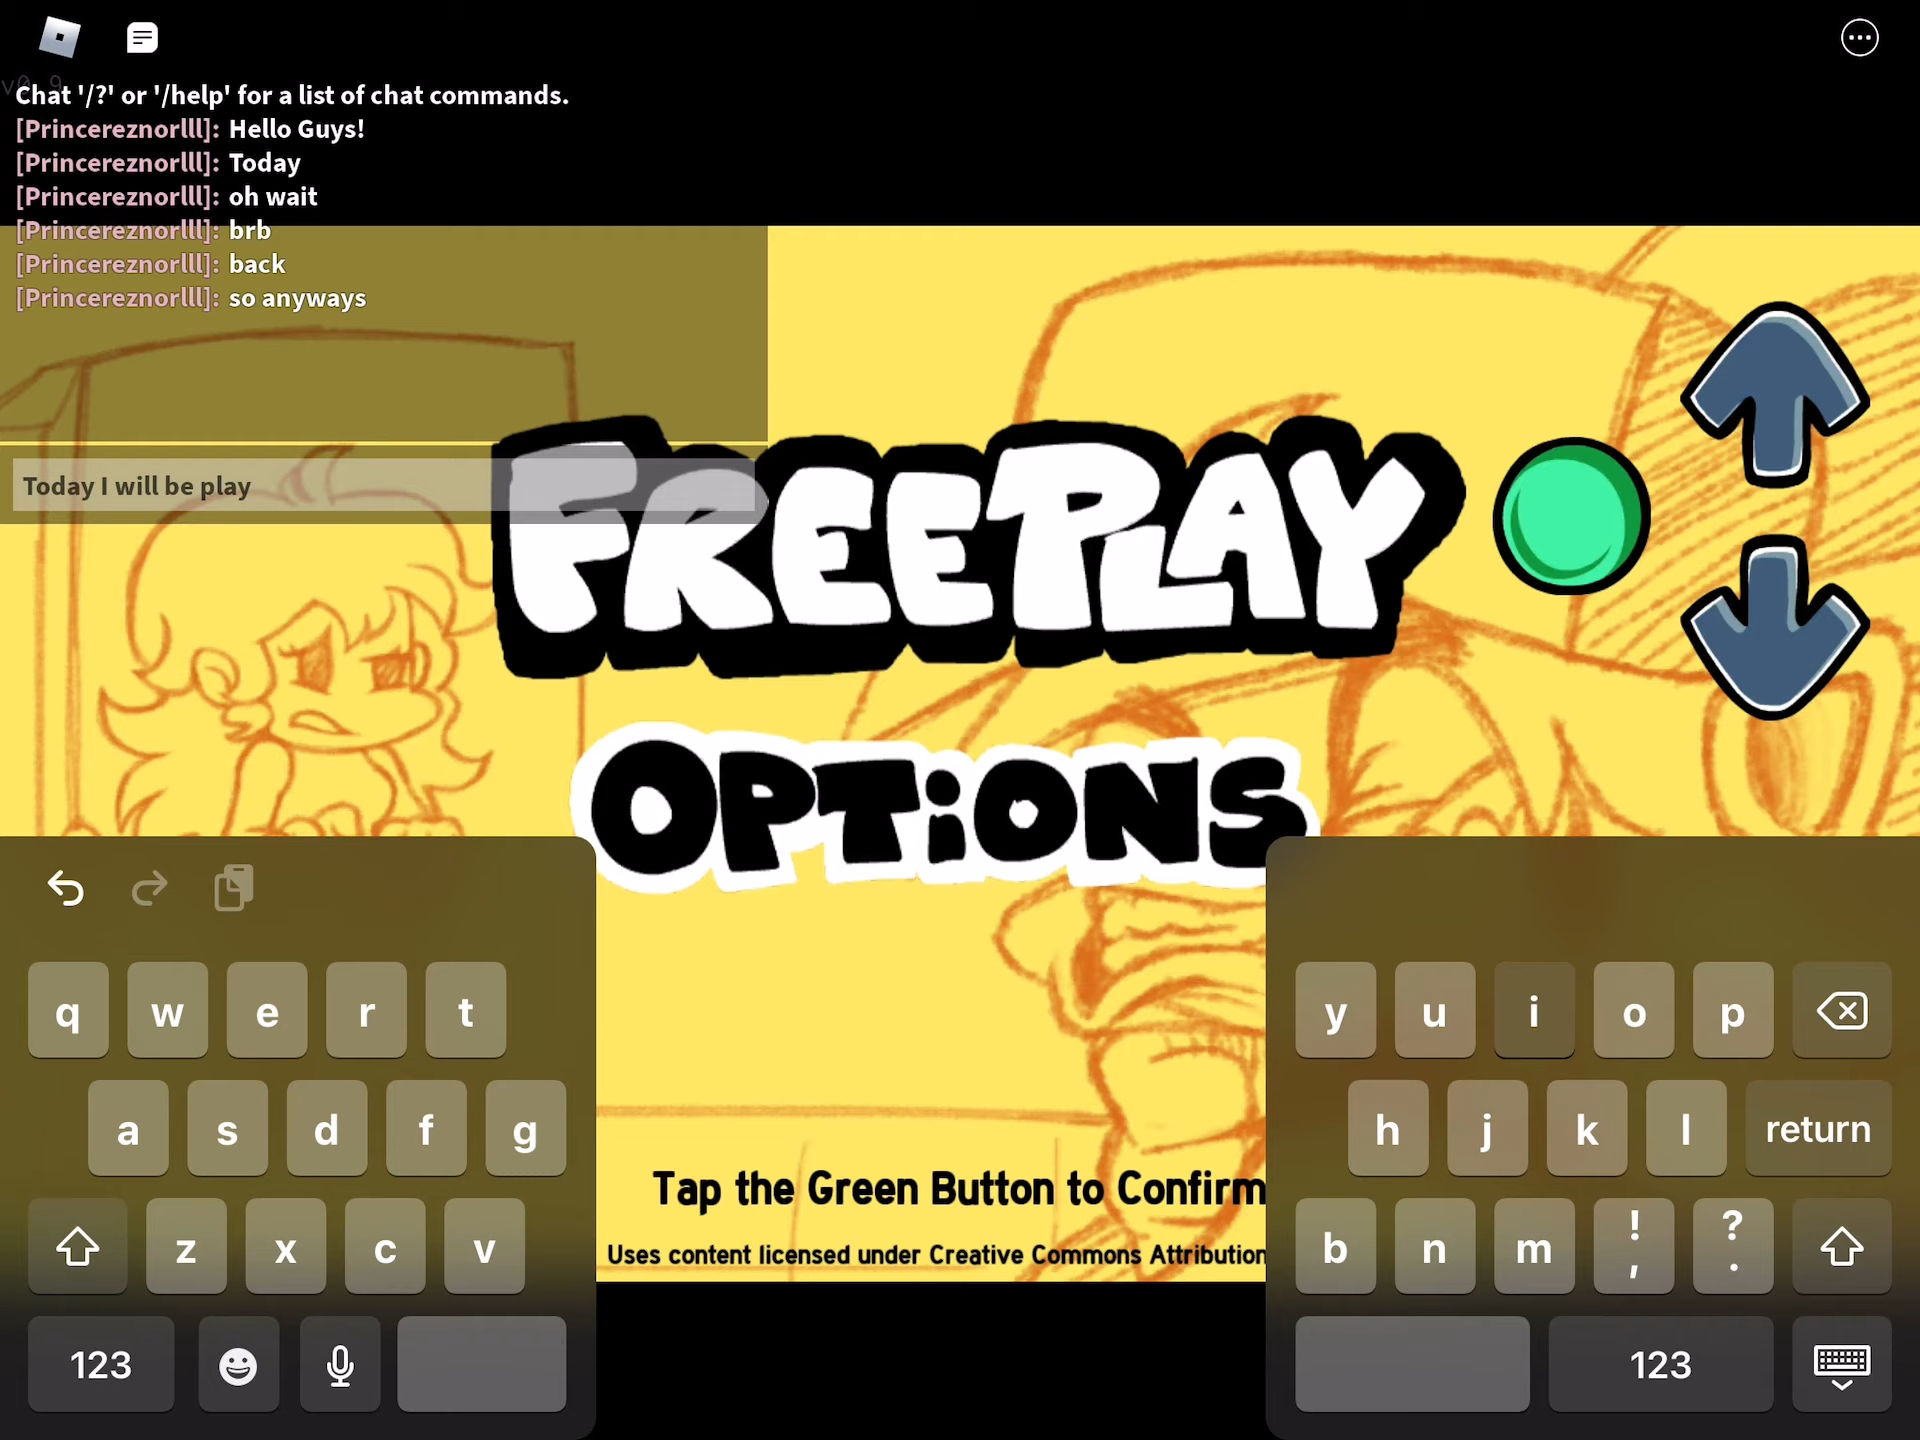 v0.9
Chat '/?' or '/help' for a list of chat commands.
[Princereznorlll]: Hello Guys!
[Princereznorlll]: Today
[Princereznorlll]: oh wait
[Princereznorlll]: brb
[Princereznorlll]: back
[Princereznorlll]: so anyways
Today I will be play
FREEPLAY
OPTiONS
q w e r t y u i o p
a s d f g h j k l return
z x c v b n m ! , ? .
Tap the Green Button to Confirm
Uses content licensed under Creative Commons Attribution
123 123